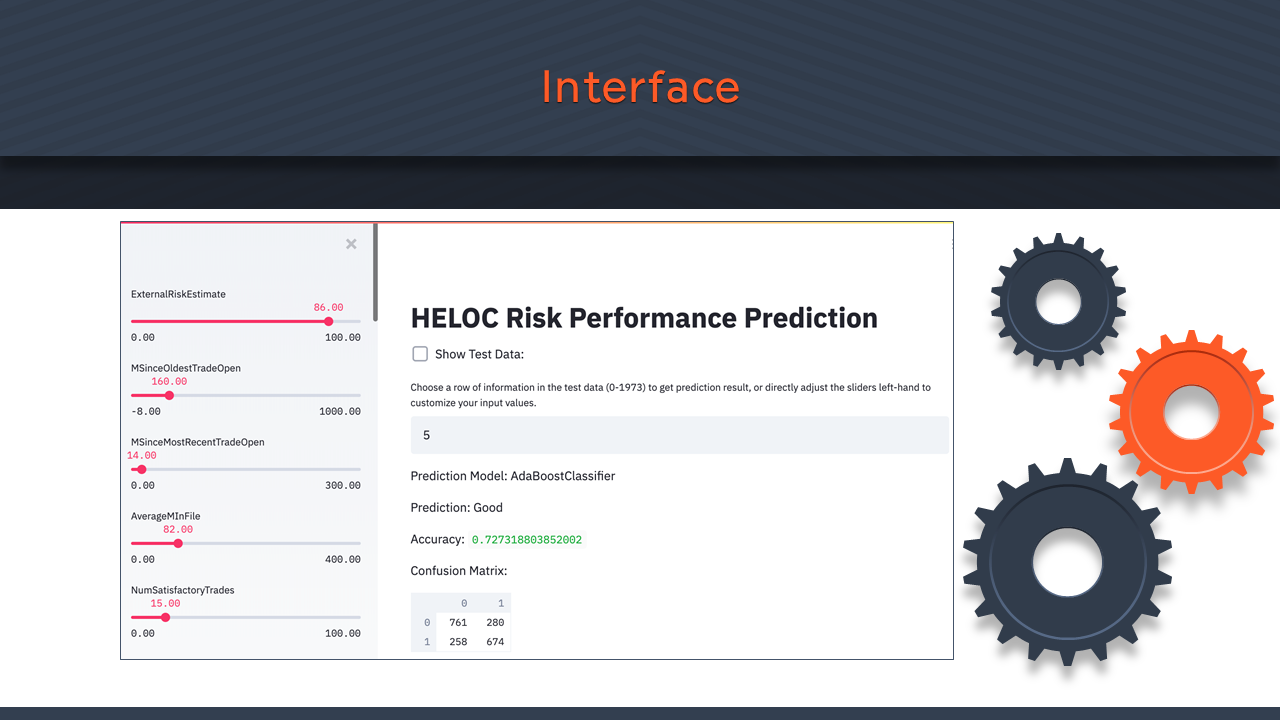 Interface
×
ExternalRiskEstimate
86.00
0.00 100.00
MSinceOldestTradeOpen
160.00
-8.00 1000.00
MSinceMostRecentTradeOpen
14.00
0.00 300.00
AverageMInFile
82.00
0.00 400.00
NumSatisfactoryTrades
15.00
0.00 100.00
HELOC Risk Performance Prediction
Show Test Data:
Choose a row of information in the test data (0-1973) to get prediction result, or directly adjust the sliders left-hand to
customize your input values.
5
Prediction Model: AdaBoostClassifier
Prediction: Good
Accuracy: 0.727318803852002
Confusion Matrix:
0 1
0 761 280
1 258 674